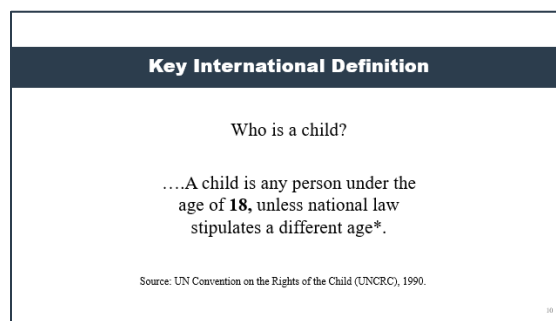 Key International Definition
Who is a child?
….A child is any person under the
age of 18, unless national law
stipulates a different age*.
Source: UN Convention on the Rights of the Child (UNCRC), 1990.
10